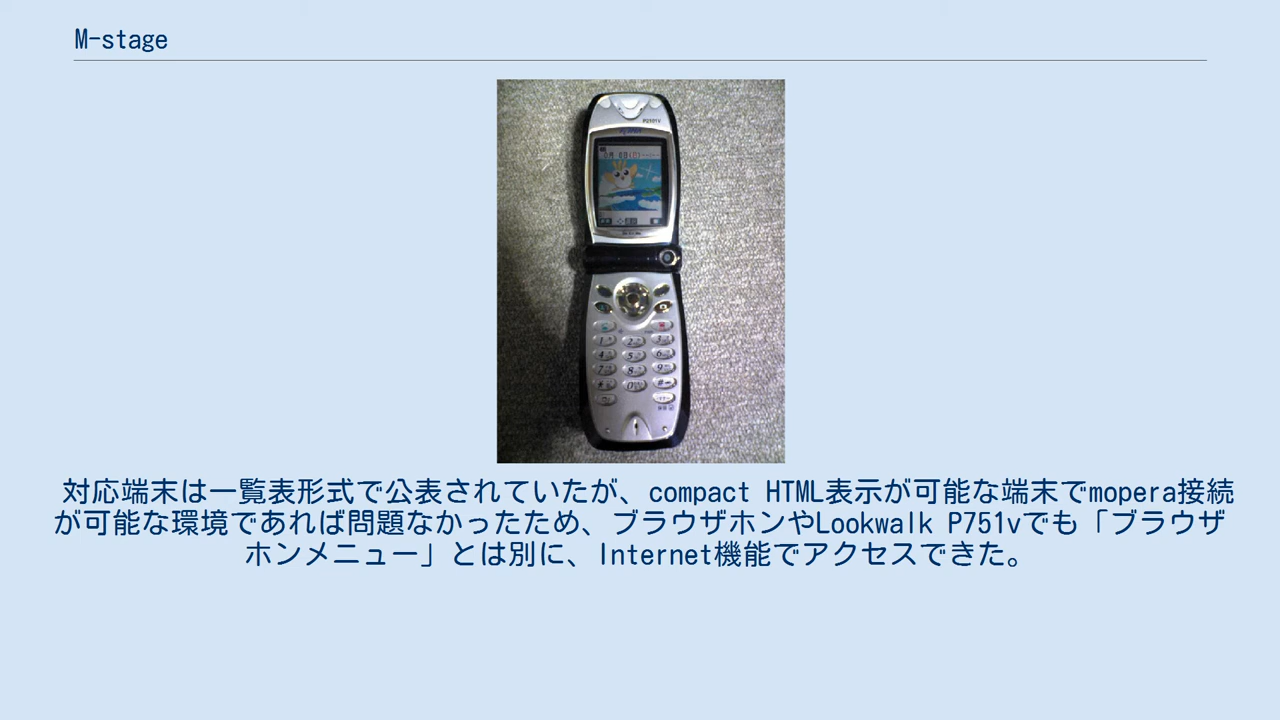 M-stage
P2101V
対応端末は一覧表形式で公表されていたが、compact HTML表示が可能な端末でmopera接続
が可能な環境であれば問題なかったため、ブラウザホンやLookwalk P751vでも「ブラウザ
ホンメニュー」とは別に、Internet機能でアクセスできた。